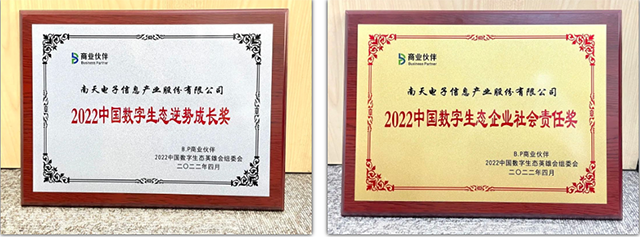 商业伙伴
Business Partner
南天电子信息产业股份有限公司
2022中国数字生态逆势成长奖
B.P商业伙伴
2022中国数字生态英雄会组委会
二〇二二年四月
商业伙伴
Business Partner
南天电子信息产业股份有限公司
2022中国数字生态企业社会责任奖
B.P商业伙伴
2022中国数字生态英雄会组委会
二〇二二年四月